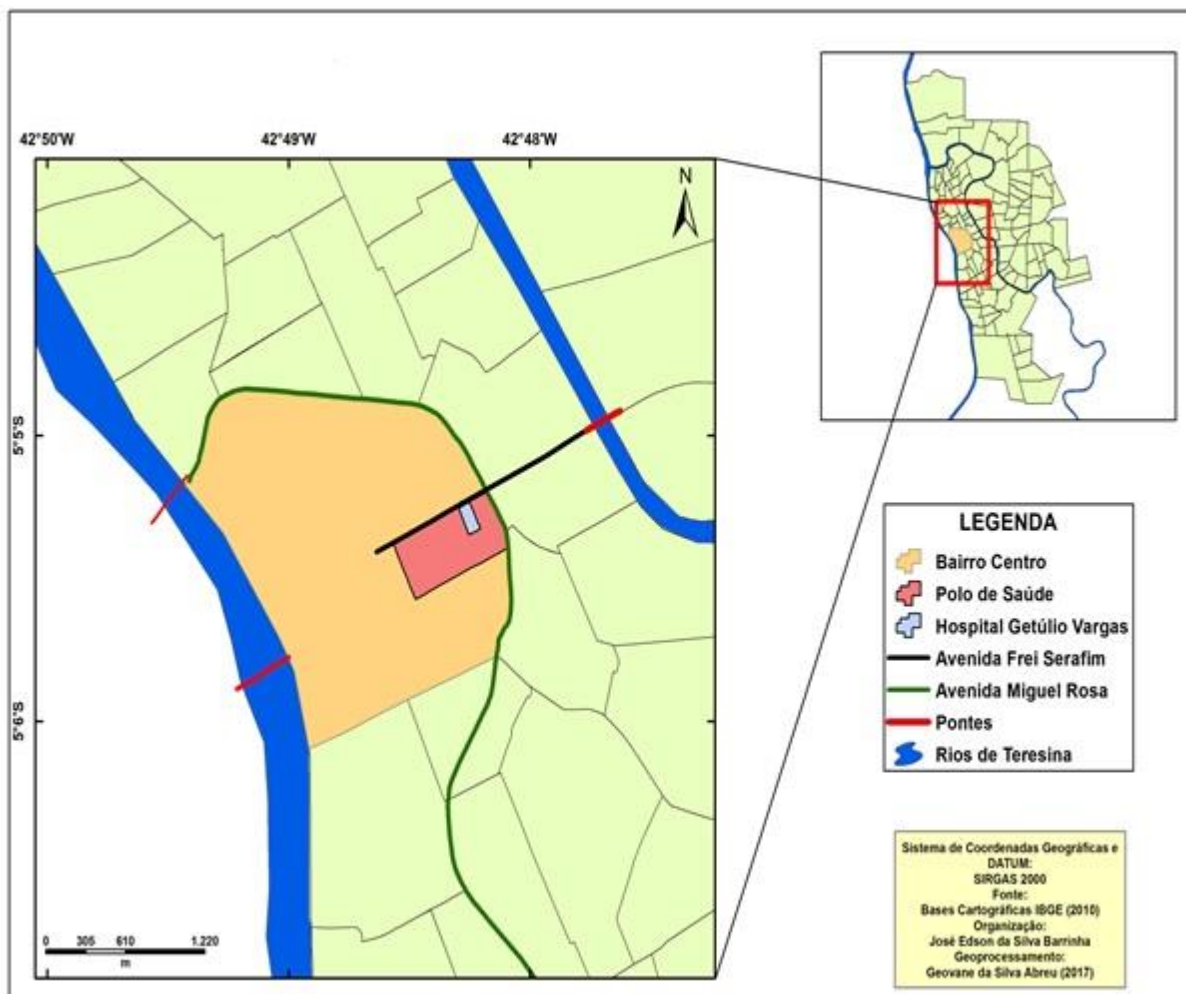 42°50'W 42°49'W 42°48'W
N
5°5'S
5°6'S
0 305 610 1.220
m
LEGENDA
Bairro Centro
Polo de Saúde
Hospital Getúlio Vargas
Avenida Frei Serafim
Avenida Miguel Rosa
Pontes
Rios de Teresina
Sistema de Coordenadas Geográficas e
DATUM:
SIRGAS 2000
Fonte:
Bases Cartográficas IBGE (2010)
Organização:
José Edson da Silva Barrinha
Geoprocessamento:
Geovane da Silva Abreu (2017)